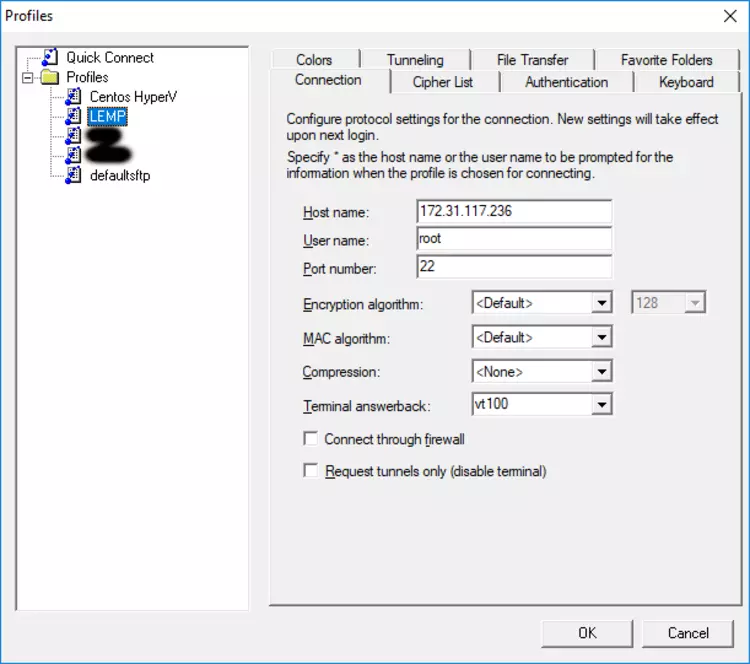 Profiles
Quick Connect
Profiles
Centos HyperV
LEMP
defaultsftp
Colors
Tunneling
File Transfer
Favorite Folders
Connection
Cipher List
Authentication
Keyboard
Configure protocol settings for the connection. New settings will take effect
upon next login.
Specify * as the host name or the user name to be prompted for the
information when the profile is chosen for connecting.
Host name: 172.31.117.236
User name: root
Port number: 22
Encryption algorithm: <Default> 128
MAC algorithm: <Default>
Compression: <None>
Terminal answerback: vt100
Connect through firewall
Request tunnels only (disable terminal)
OK
Cancel